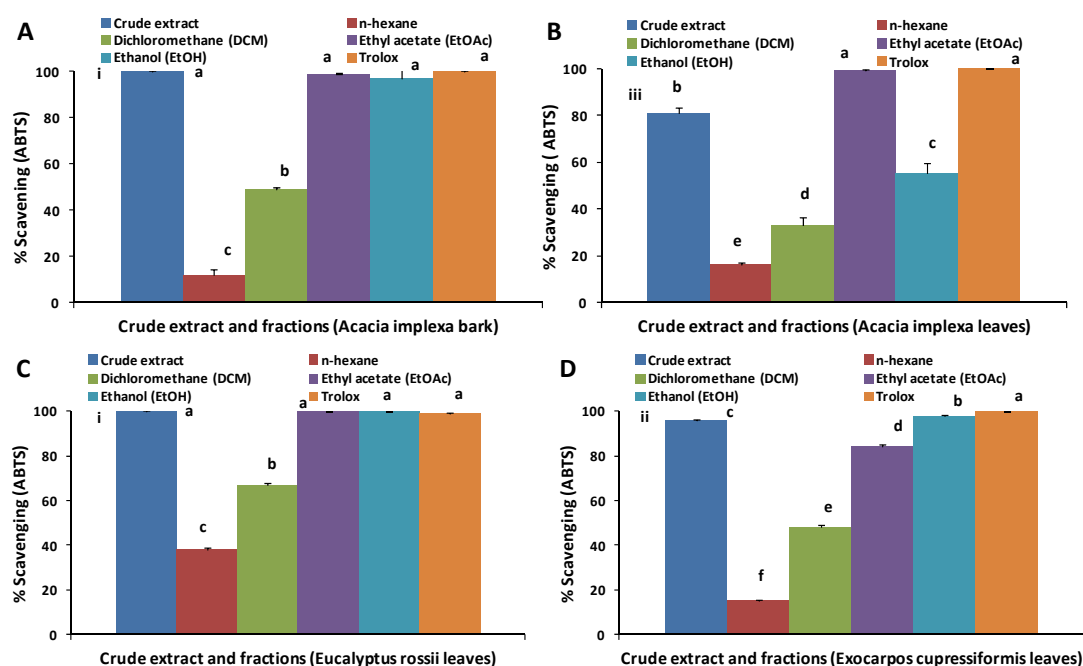 A
Crude extract
n-hexane
Dichloromethane (DCM)
Ethyl acetate (EtOAc)
Ethanol (EtOH)
Trolox
% Scavening (ABTS)
100
80
60
40
20
0
i
a
c
b
a
a
a
Crude extract and fractions (Acacia implexa bark)
B
Crude extract
n-hexane
Dichloromethane (DCM)
Ethyl acetate (EtOAc)
Ethanol (EtOH)
Trolox
% Scavenging ( ABTS)
100
80
60
40
20
0
iii
b
e
d
a
c
a
Crude extract and fractions (Acacia implexa leaves)
C
Crude extract
n-hexane
Dichloromethane (DCM)
Ethyl acetate (EtOAc)
Ethanol (EtOH)
Trolox
% Scavenging (ABTS)
100
80
60
40
20
0
i
a
c
b
a
a
a
Crude extract and fractions (Eucalyptus rossii leaves)
D
Crude extract
n-hexane
Dichloromethane (DCM)
Ethyl acetate (EtOAc)
Ethanol (EtOH)
Trolox
% Scavenging (ABTS)
100
80
60
40
20
0
ii
c
f
e
d
b
a
Crude extract and fractions (Exocarpos cupressiformis leaves)